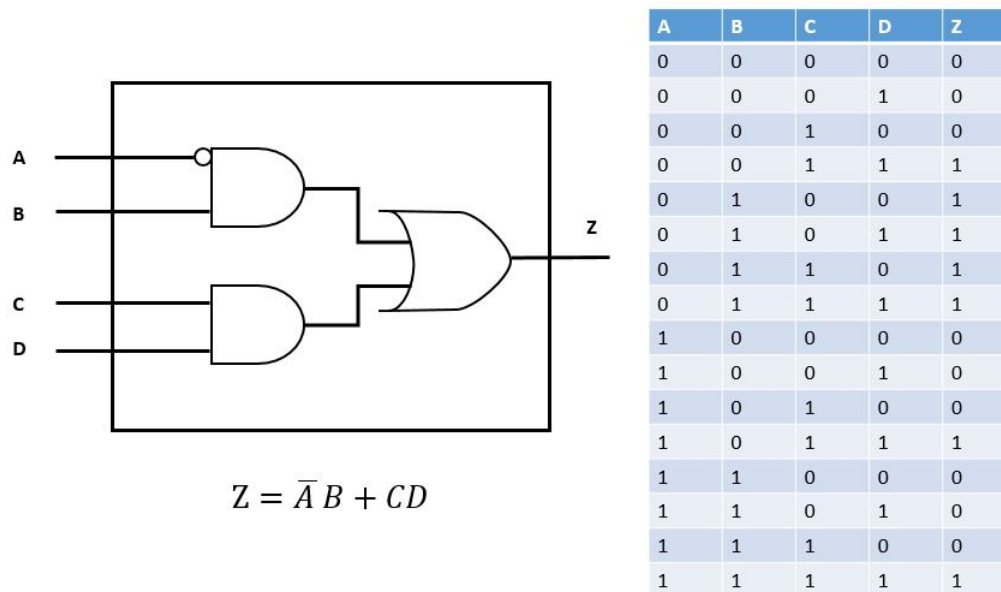 A
B
C
D
Z
Z = A̅ B + CD
A B C D Z
0 0 0 0 0
0 0 0 1 0
0 0 1 0 0
0 0 1 1 1
0 1 0 0 1
0 1 0 1 1
0 1 1 0 1
0 1 1 1 1
1 0 0 0 0
1 0 0 1 0
1 0 1 0 0
1 0 1 1 1
1 1 0 0 0
1 1 0 1 0
1 1 1 0 0
1 1 1 1 1